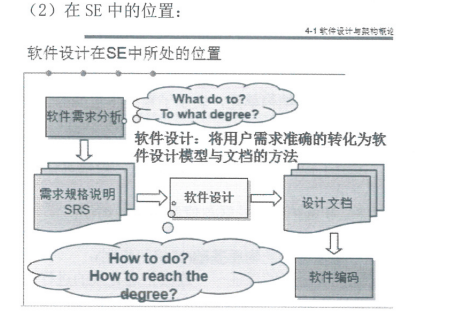 （2）在 SE 中的位置：
4-1 软件设计与架构概论
软件设计在SE中所处的位置
What do to?
To what degree?
软件需求分析
软件设计：将用户需求准确的转化为软
件设计模型与文档的方法
需求规格说明
SRS
软件设计
设计文档
How to do?
How to reach the
degree?
软件编码